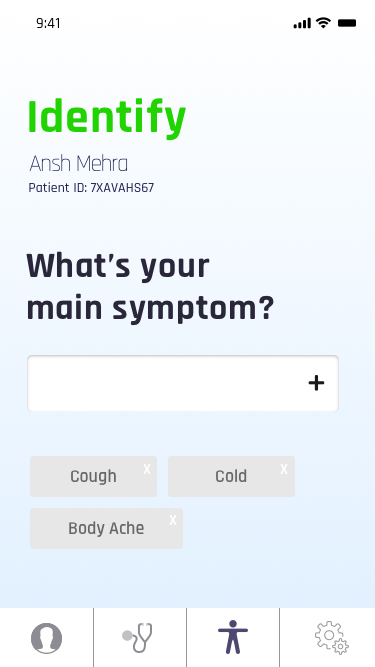 9:41
Identify
Ansh Mehra
Patient ID: 7XAVAHS67
What's your
main symptom?
+
Cough x
Cold x
Body Ache x